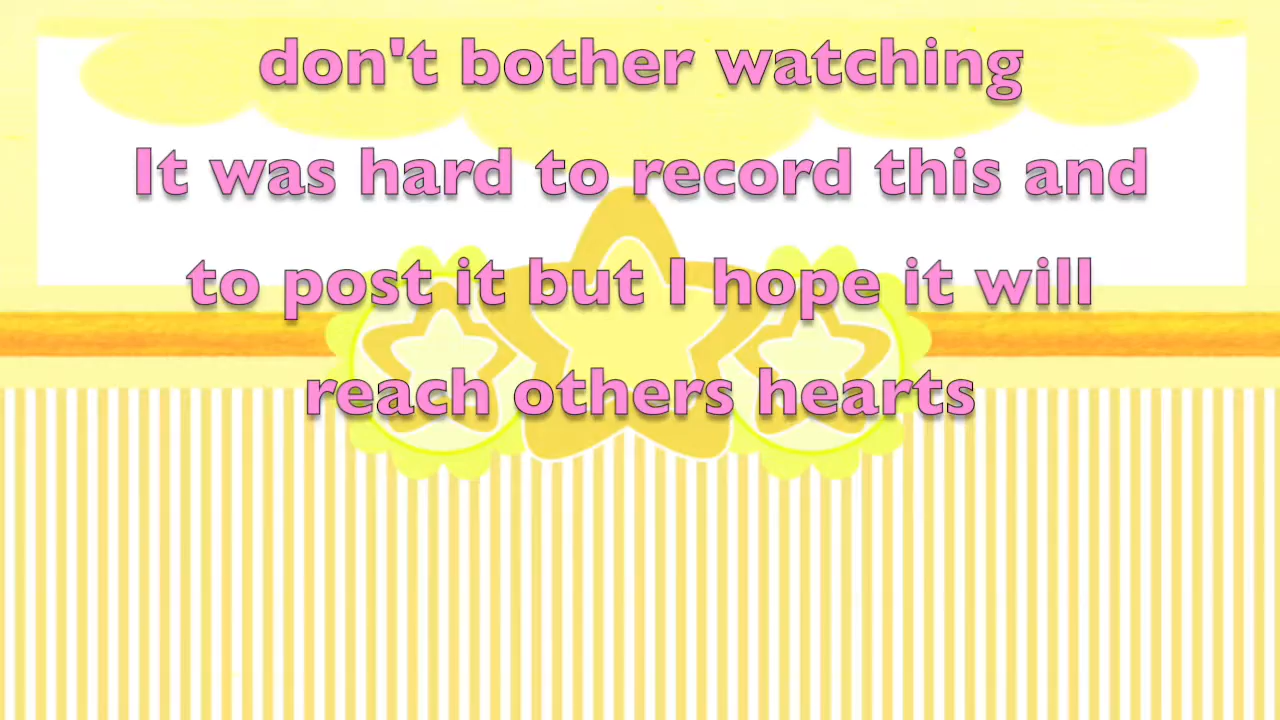 don't bother watching
It was hard to record this and
to post it but I hope it will
reach others hearts